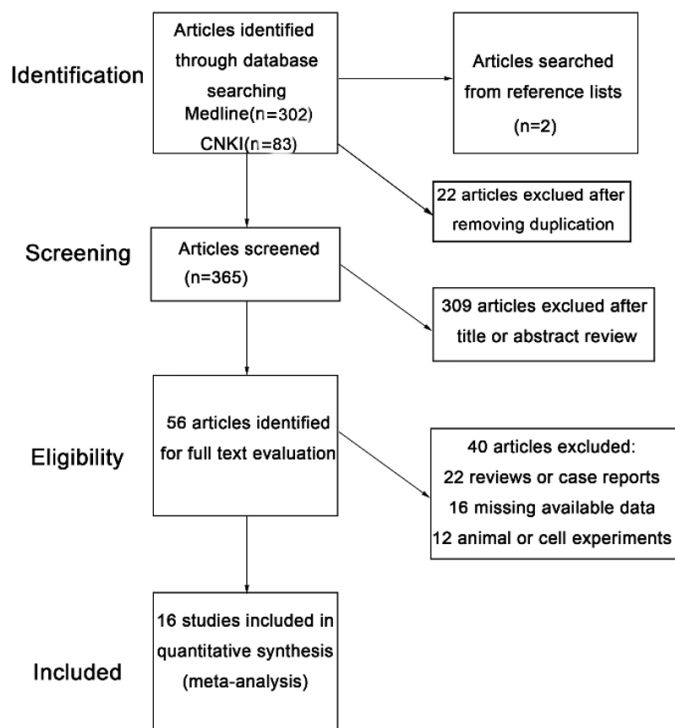 Identification
Articles identified
through database
searching
Medline(n=302)
CNKI(n=83)
Articles searched
from reference lists
(n=2)
22 articles exclued after
removing duplication
Screening
Articles screened
(n=365)
309 articles exclued after
title or abstract review
Eligibility
56 articles identified
for full text evaluation
40 articles excluded:
22 reviews or case reports
16 missing available data
12 animal or cell experiments
Included
16 studies included in
quantitative synthesis
(meta-analysis)